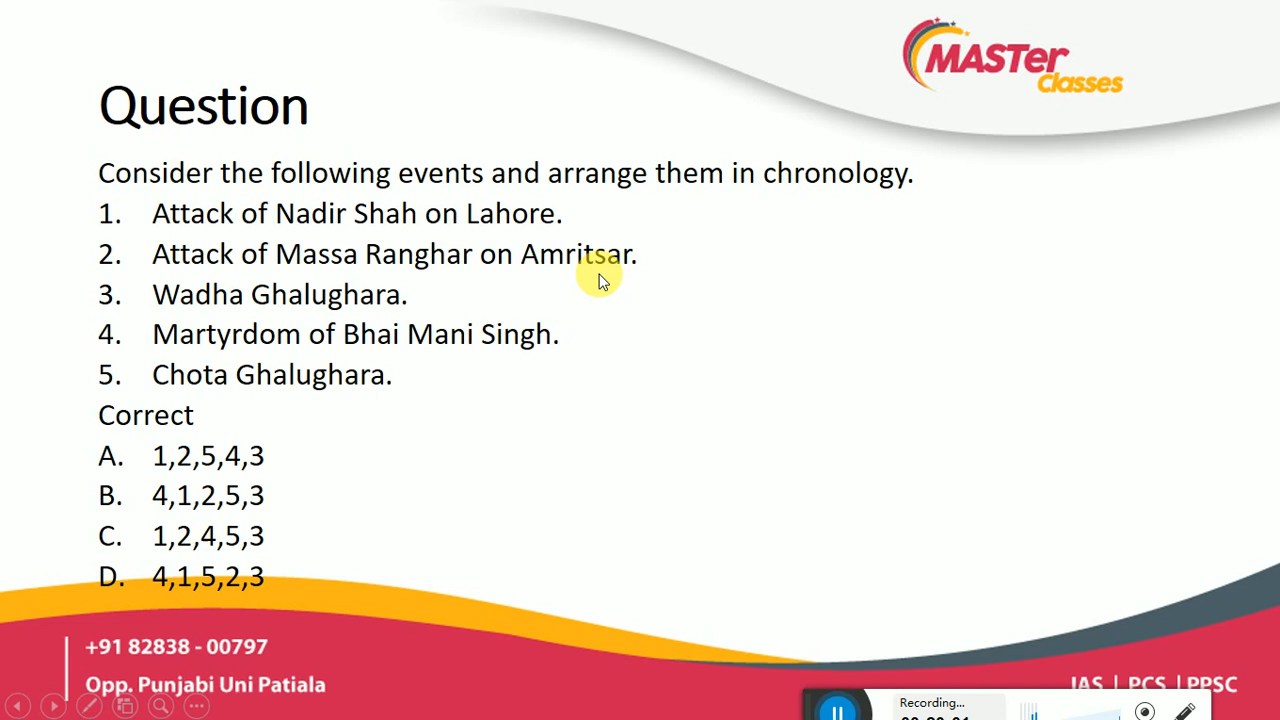 MASTer
Classes
Question
Consider the following events and arrange them in chronology.
1. Attack of Nadir Shah on Lahore.
2. Attack of Massa Ranghar on Amritsar.
3. Wadha Ghalughara.
4. Martyrdom of Bhai Mani Singh.
5. Chota Ghalughara.
Correct
A. 1,2,5,4,3
B. 4,1,2,5,3
C. 1,2,4,5,3
D. 4,1,5,2,3
+91 82838 - 00797
Opp. Punjabi Uni Patiala
IAS | PCS | PPSC
Recording...